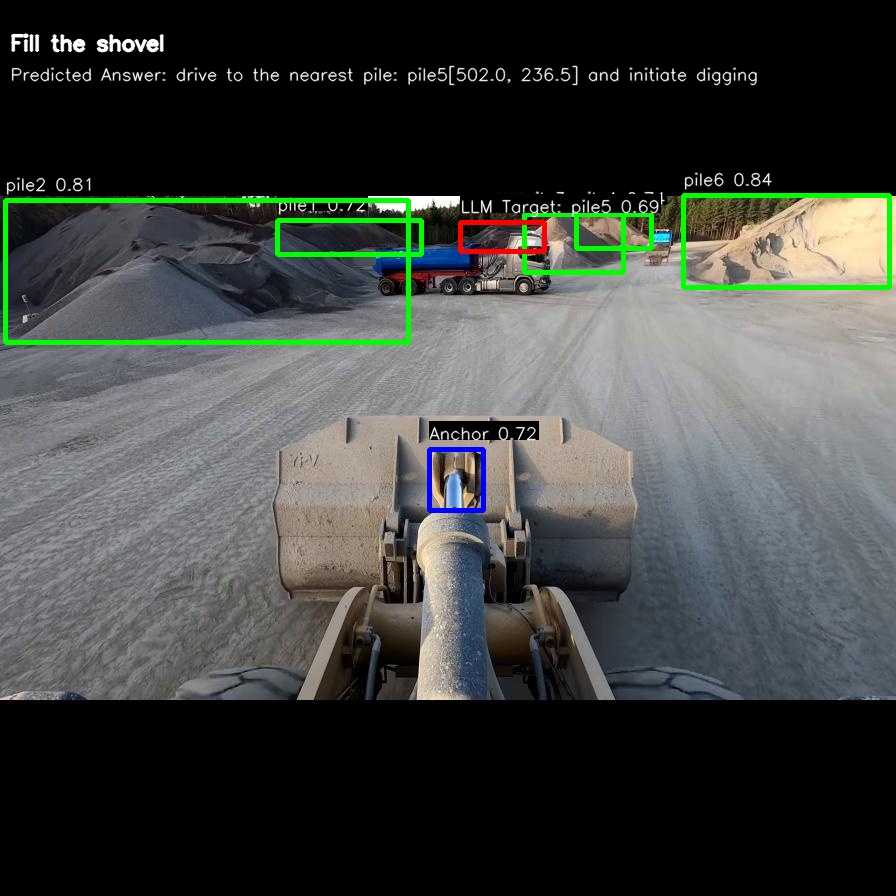 Fill the shovel
Predicted Answer: drive to the nearest pile: pile5[502.0, 236.5] and initiate digging
pile6 0.84
pile2 0.81
pile1 0.72
LLM Target: pile5 0.69
Anchor 0.72